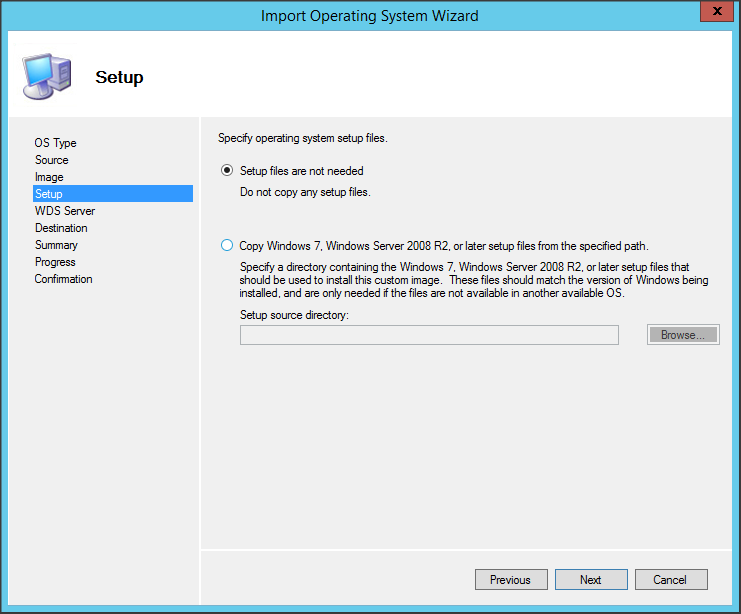 Import Operating System Wizard
x
Setup
OS Type
Source
Image
Setup
WDS Server
Destination
Summary
Progress
Confirmation
Specify operating system setup files.
Setup files are not needed
Do not copy any setup files.
Copy Windows 7, Windows Server 2008 R2, or later setup files from the specified path.
Specify a directory containing the Windows 7, Windows Server 2008 R2, or later setup files that
should be used to install this custom image.  These files should match the version of Windows being
installed, and are only needed if the files are not available in another available OS.
Setup source directory:
Browse...
Previous
Next
Cancel